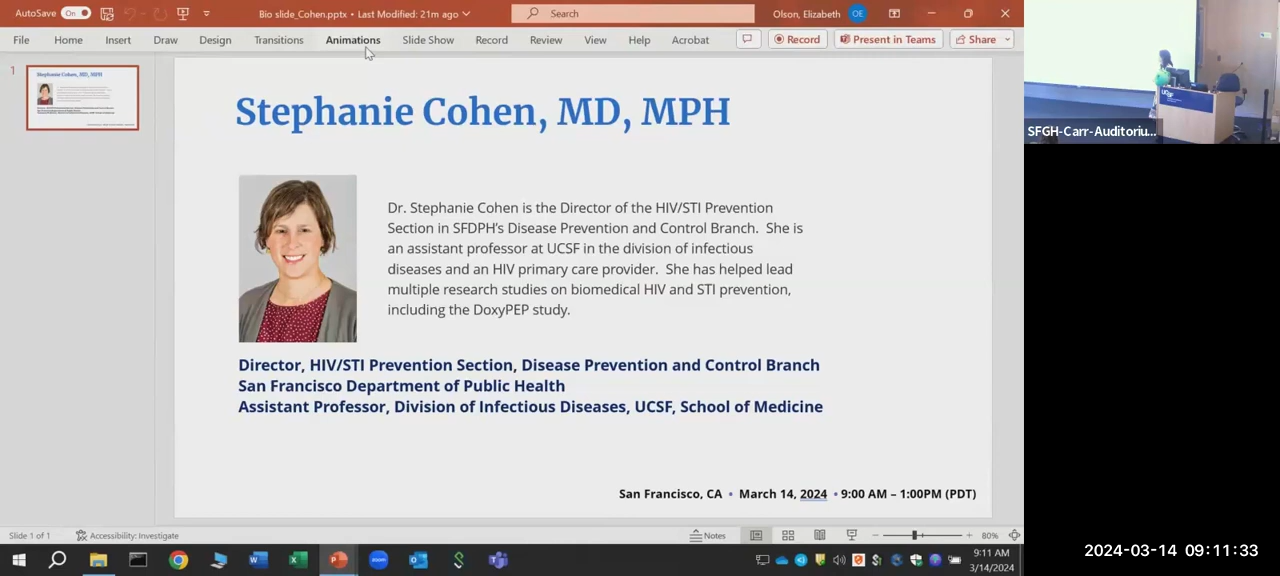 AutoSave On Bio slide_Cohen.pptx • Last Modified: 21m ago Search Olson, Elizabeth OE
File Home Insert Draw Design Transitions Animations Slide Show Record Review View Help Acrobat Record Present in Teams Share
1
Stephanie Cohen, MD, MPH
Stephanie Cohen, MD, MPH
Dr. Stephanie Cohen is the Director of the HIV/STI Prevention
Section in SFDPH's Disease Prevention and Control Branch. She is
an assistant professor at UCSF in the division of infectious
diseases and an HIV primary care provider. She has helped lead
multiple research studies on biomedical HIV and STI prevention,
including the DoxyPEP study.
Director, HIV/STI Prevention Section, Disease Prevention and Control Branch
San Francisco Department of Public Health
Assistant Professor, Division of Infectious Diseases, UCSF, School of Medicine
San Francisco, CA • March 14, 2024 • 9:00 AM – 1:00PM (PDT)
Slide 1 of 1 Accessibility: Investigate Notes 80%
9:11 AM
3/14/2024
UCSF
SFGH-Carr-Auditoriu...
2024-03-14 09:11:33